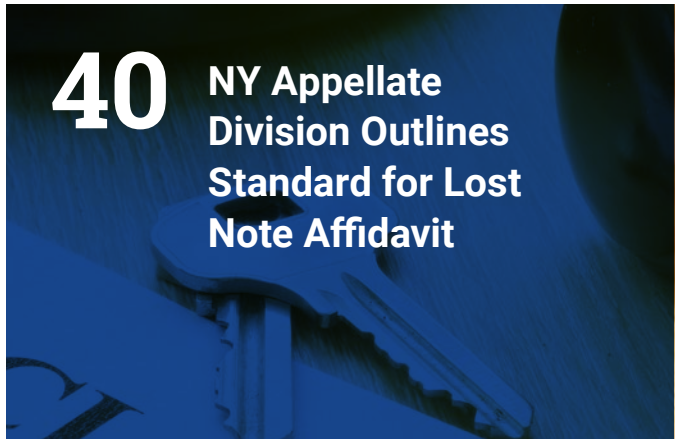 40
NY Appellate
Division Outlines
Standard for Lost
Note Affidavit